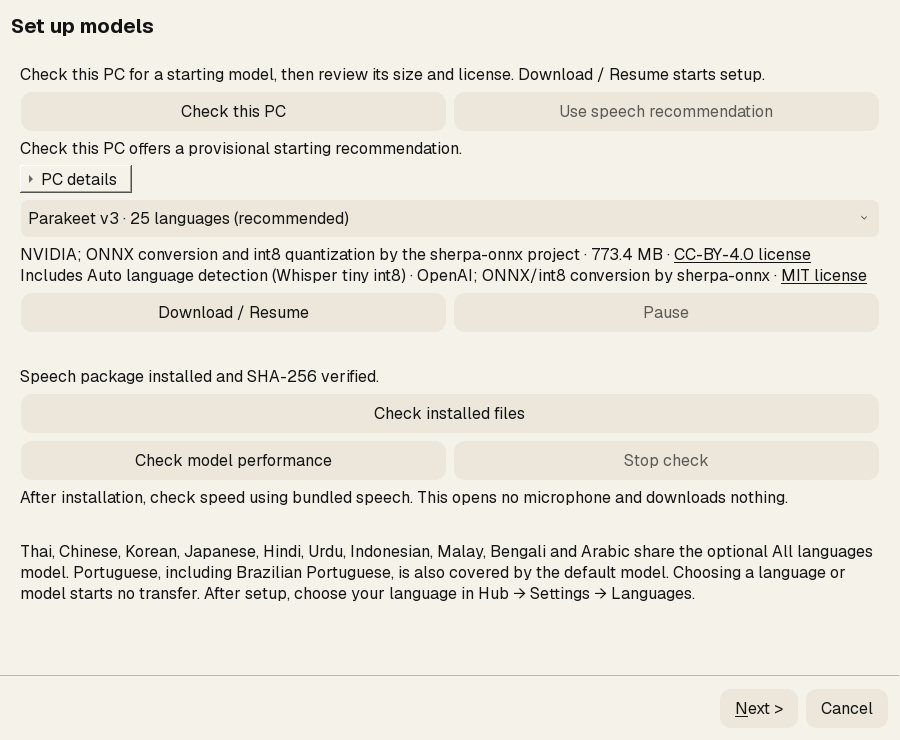 Set up models
Check this PC for a starting model, then review its size and license. Download / Resume starts setup.
Check this PC
Use speech recommendation
Check this PC offers a provisional starting recommendation.
PC details
Parakeet v3 · 25 languages (recommended)
NVIDIA; ONNX conversion and int8 quantization by the sherpa-onnx project · 773.4 MB · CC-BY-4.0 license
Includes Auto language detection (Whisper tiny int8) · OpenAI; ONNX/int8 conversion by sherpa-onnx · MIT license
Download / Resume
Pause
Speech package installed and SHA-256 verified.
Check installed files
Check model performance
Stop check
After installation, check speed using bundled speech. This opens no microphone and downloads nothing.
Thai, Chinese, Korean, Japanese, Hindi, Urdu, Indonesian, Malay, Bengali and Arabic share the optional All languages
model. Portuguese, including Brazilian Portuguese, is also covered by the default model. Choosing a language or
model starts no transfer. After setup, choose your language in Hub → Settings → Languages.
Next >
Cancel